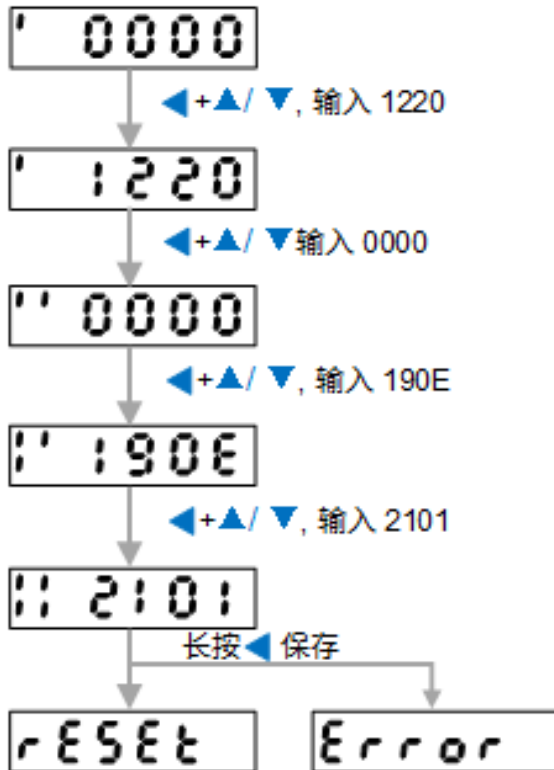 ' 0000
◀+▲/ ▼, 输入 1220
' 1220
◀+▲/ ▼输入 0000
'' 0000
◀+▲/ ▼, 输入 190E
¦' 190E
◀+▲/ ▼, 输入 2101
¦¦ 2101
长按◀ 保存
rESEt Error